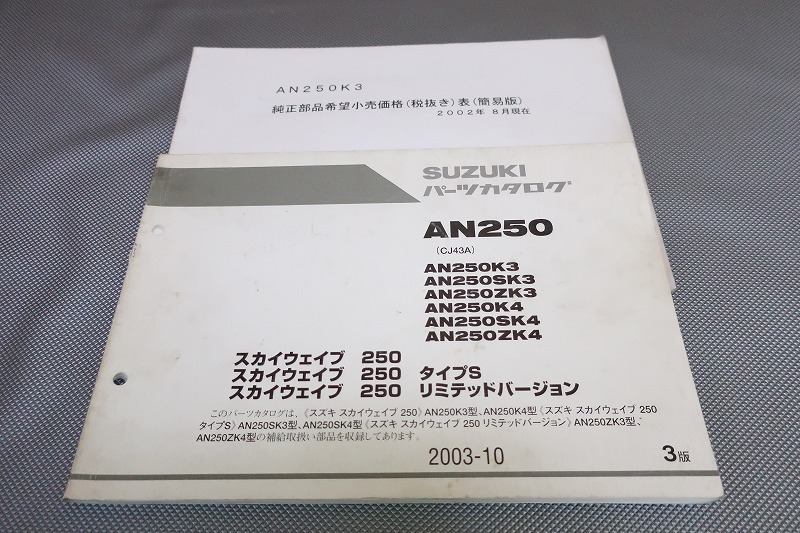 AN250K3
純正部品希望小売価格(税抜き)表(簡易版)
2002年 8月現在
SUZUKI
パーツカタログ
AN250
(CJ43A)
AN250K3
AN250SK3
AN250ZK3
AN250K4
AN250SK4
AN250ZK4
スカイウェイブ 250
スカイウェイブ 250 タイプS
スカイウェイブ 250 リミテッドバージョン
このパーツカタログは、《スズキ スカイウェイブ 250》AN250K3型、AN250K4型《スズキ スカイウェイブ 250
タイプS》AN250SK3型、AN250SK4型《スズキ スカイウェイブ 250 リミテッドバージョン》AN250ZK3型、
AN250ZK4型の補給取扱い部品を収録してあります。
2003-10
3版